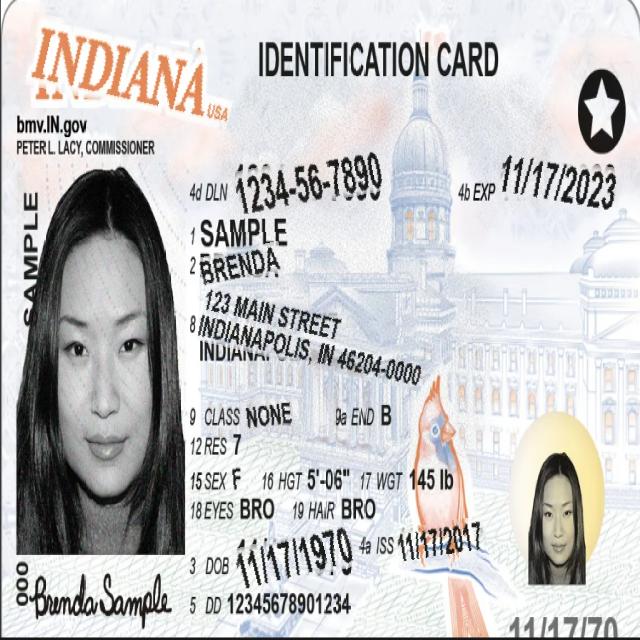 INDIANA USA
IDENTIFICATION CARD
bmv.IN.gov
PETER L. LACY, COMMISSIONER
SAMPLE
4d DLN 1234-56-7890
4b EXP 11/17/2023
1 SAMPLE
2 BRENDA
8 123 MAIN STREET
INDIANAPOLIS, IN 46204-0000
9 CLASS NONE 9a END B
12 RES 7
15 SEX F 16 HGT 5'-06" 17 WGT 145 lb
18 EYES BRO 19 HAIR BRO
3 DOB 11/17/1970 4a ISS 11/17/2017
5 DD 12345678901234
000
Brenda Sample
11/17/70